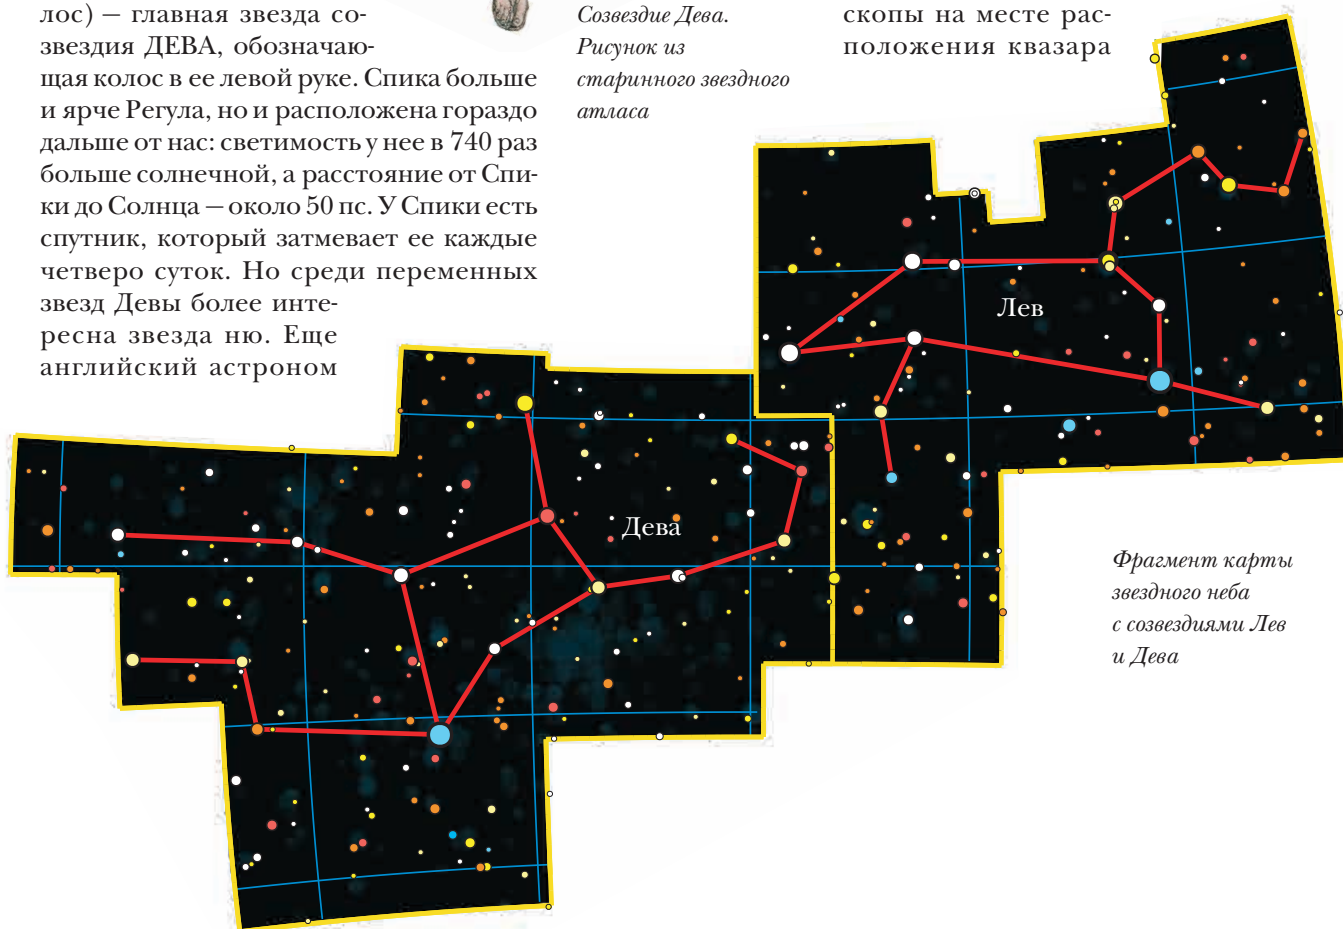 лос) — главная звезда со-
звездия ДЕВА, обозначаю-
щая колос в ее левой руке. Спика больше
и ярче Регула, но и расположена гораздо
дальше от нас: светимость у нее в 740 раз
больше солнечной, а расстояние от Спи-
ки до Солнца — около 50 пс. У Спики есть
спутник, который затмевает ее каждые
четверо суток. Но среди переменных
звезд Девы более инте-
ресна звезда ню. Еще
английский астроном
Созвездие Дева.
Рисунок из
старинного звездного
атласа
скопы на месте рас-
положения квазара
Лев
Дева
Фрагмент карты
звездного неба
с созвездиями Лев
и Дева